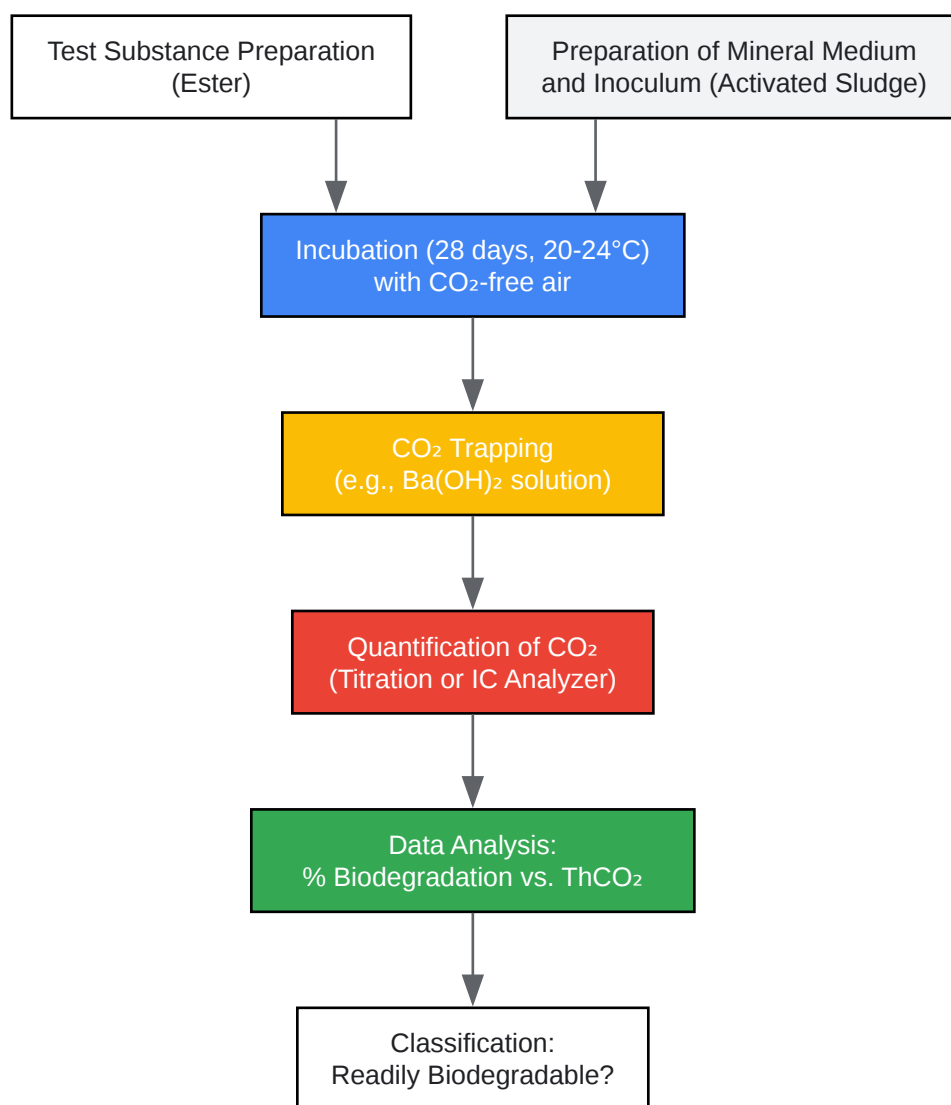 Test Substance Preparation
(Ester)
Preparation of Mineral Medium
and Inoculum (Activated Sludge)
Incubation (28 days, 20-24°C)
with CO₂-free air
CO₂ Trapping
(e.g., Ba(OH)₂ solution)
Quantification of CO₂
(Titration or IC Analyzer)
Data Analysis:
% Biodegradation vs. ThCO₂
Classification:
Readily Biodegradable?